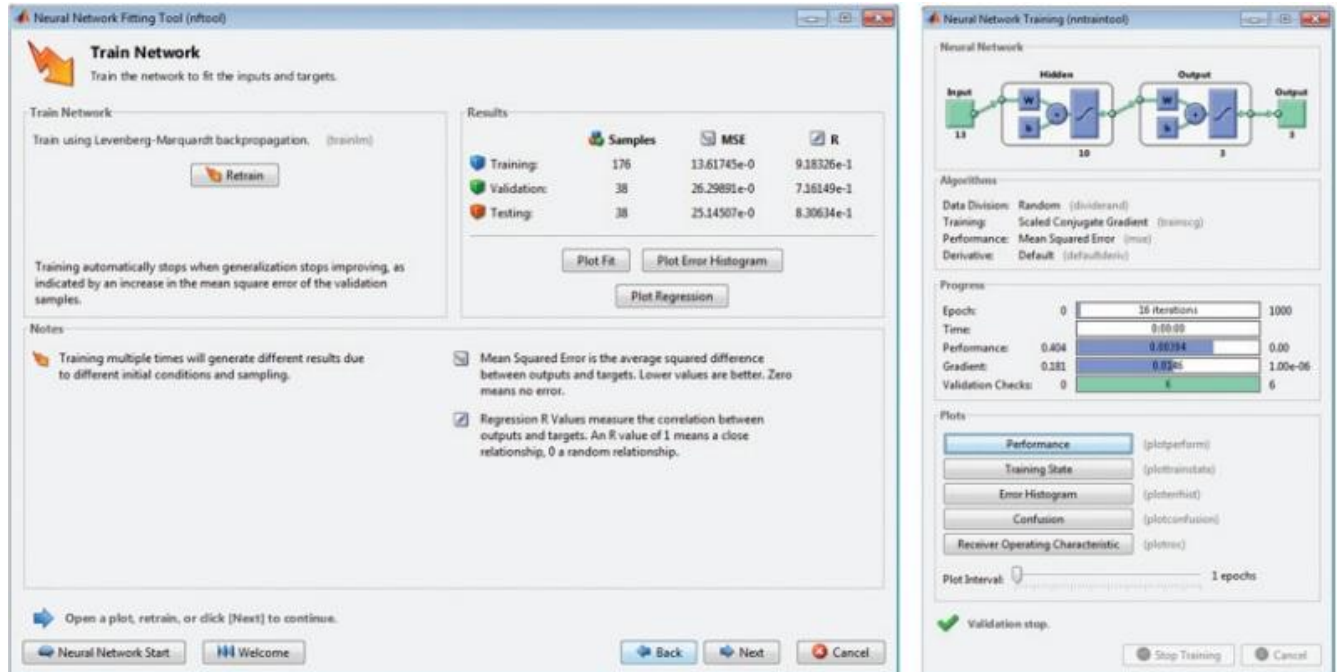 Neural Network Fitting Tool (nftool)
Train Network
Train the network to fit the inputs and targets.
Train Network
Train using Levenberg-Marquardt backpropagation. (trainlm)
Retrain
Training automatically stops when generalization stops improving, as
indicated by an increase in the mean square error of the validation
samples.
Results
Samples MSE R
Training: 176 13.61745e-0 9.18326e-1
Validation: 38 26.29891e-0 7.16149e-1
Testing: 38 25.14507e-0 8.30634e-1
Plot Fit Plot Error Histogram
Plot Regression
Notes
Training multiple times will generate different results due
to different initial conditions and sampling.
Mean Squared Error is the average squared difference
between outputs and targets. Lower values are better. Zero
means no error.
Regression R Values measure the correlation between
outputs and targets. An R value of 1 means a close
relationship, 0 a random relationship.
Open a plot, retrain, or click [Next] to continue.
Neural Network Start Welcome Back Next Cancel
Neural Network Training (nntraintool)
Neural Network
Hidden Output
Input Output
W W
b b
13 3
10 3
Algorithms
Data Division: Random (dividerand)
Training: Scaled Conjugate Gradient (trainscg)
Performance: Mean Squared Error (mse)
Derivative: Default (defaultderiv)
Progress
Epoch: 0 16 iterations 1000
Time: 0:00:00
Performance: 0.404 0.00394 0.00
Gradient: 0.181 0.0146 1.00e-06
Validation Checks: 0 6 6
Plots
Performance (plotperform)
Training State (plottrainstate)
Error Histogram (ploterrhist)
Confusion (plotconfusion)
Receiver Operating Characteristic (plotroc)
Plot Interval: 1 epochs
Validation stop.
Stop Training Cancel